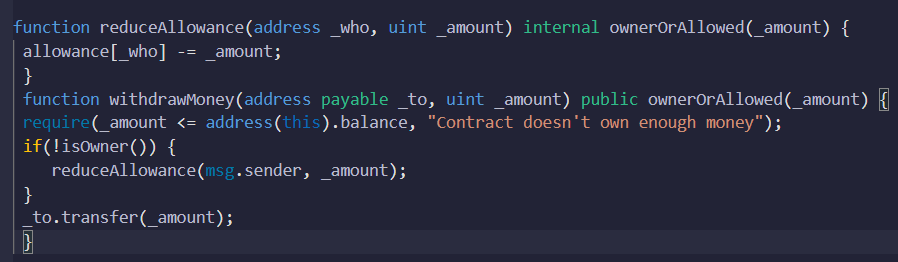 function reduceAllowance(address _who, uint _amount) internal ownerOrAllowed(_amount) {
allowance[_who] -= _amount;
}
function withdrawMoney(address payable _to, uint _amount) public ownerOrAllowed(_amount) {
require(_amount <= address(this).balance, "Contract doesn't own enough money");
if(!isOwner()) {
reduceAllowance(msg.sender, _amount);
}
_to.transfer(_amount);
}